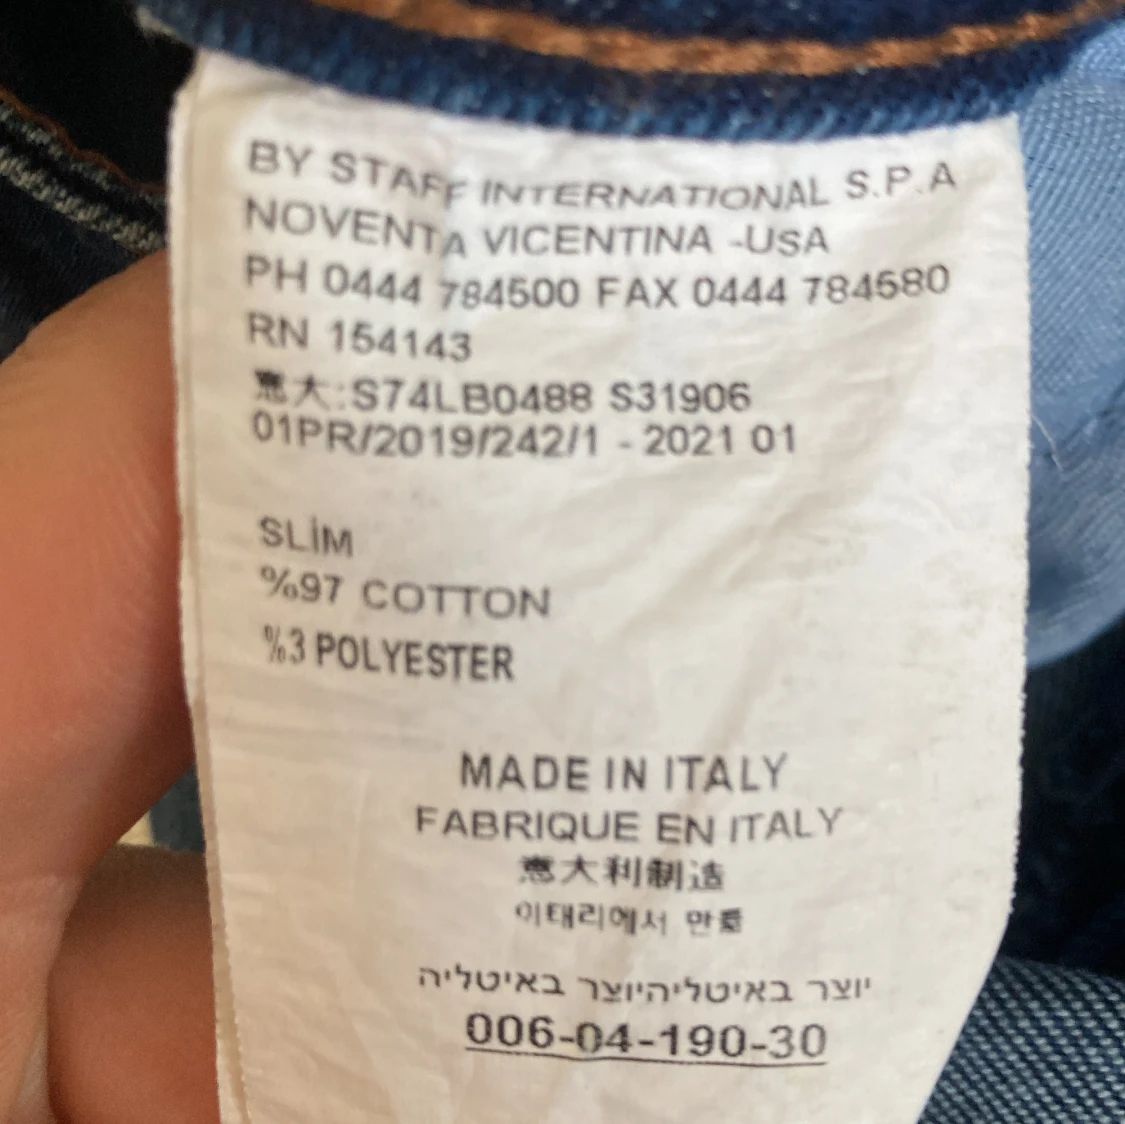 BY STAFF INTERNATIONAL S.P.A
NOVENTA VICENTINA -USA
PH 0444 784500 FAX 0444 784580
RN 154143
意大:S74LB0488 S31906
01PR/2019/242/1 - 2021 01
SLİM
%97 COTTON
%3 POLYESTER
MADE IN ITALY
FABRIQUE EN ITALY
意大利制造
이태리에서 만듦
יוצר באיטליהיוצר באיטליה
006-04-190-30